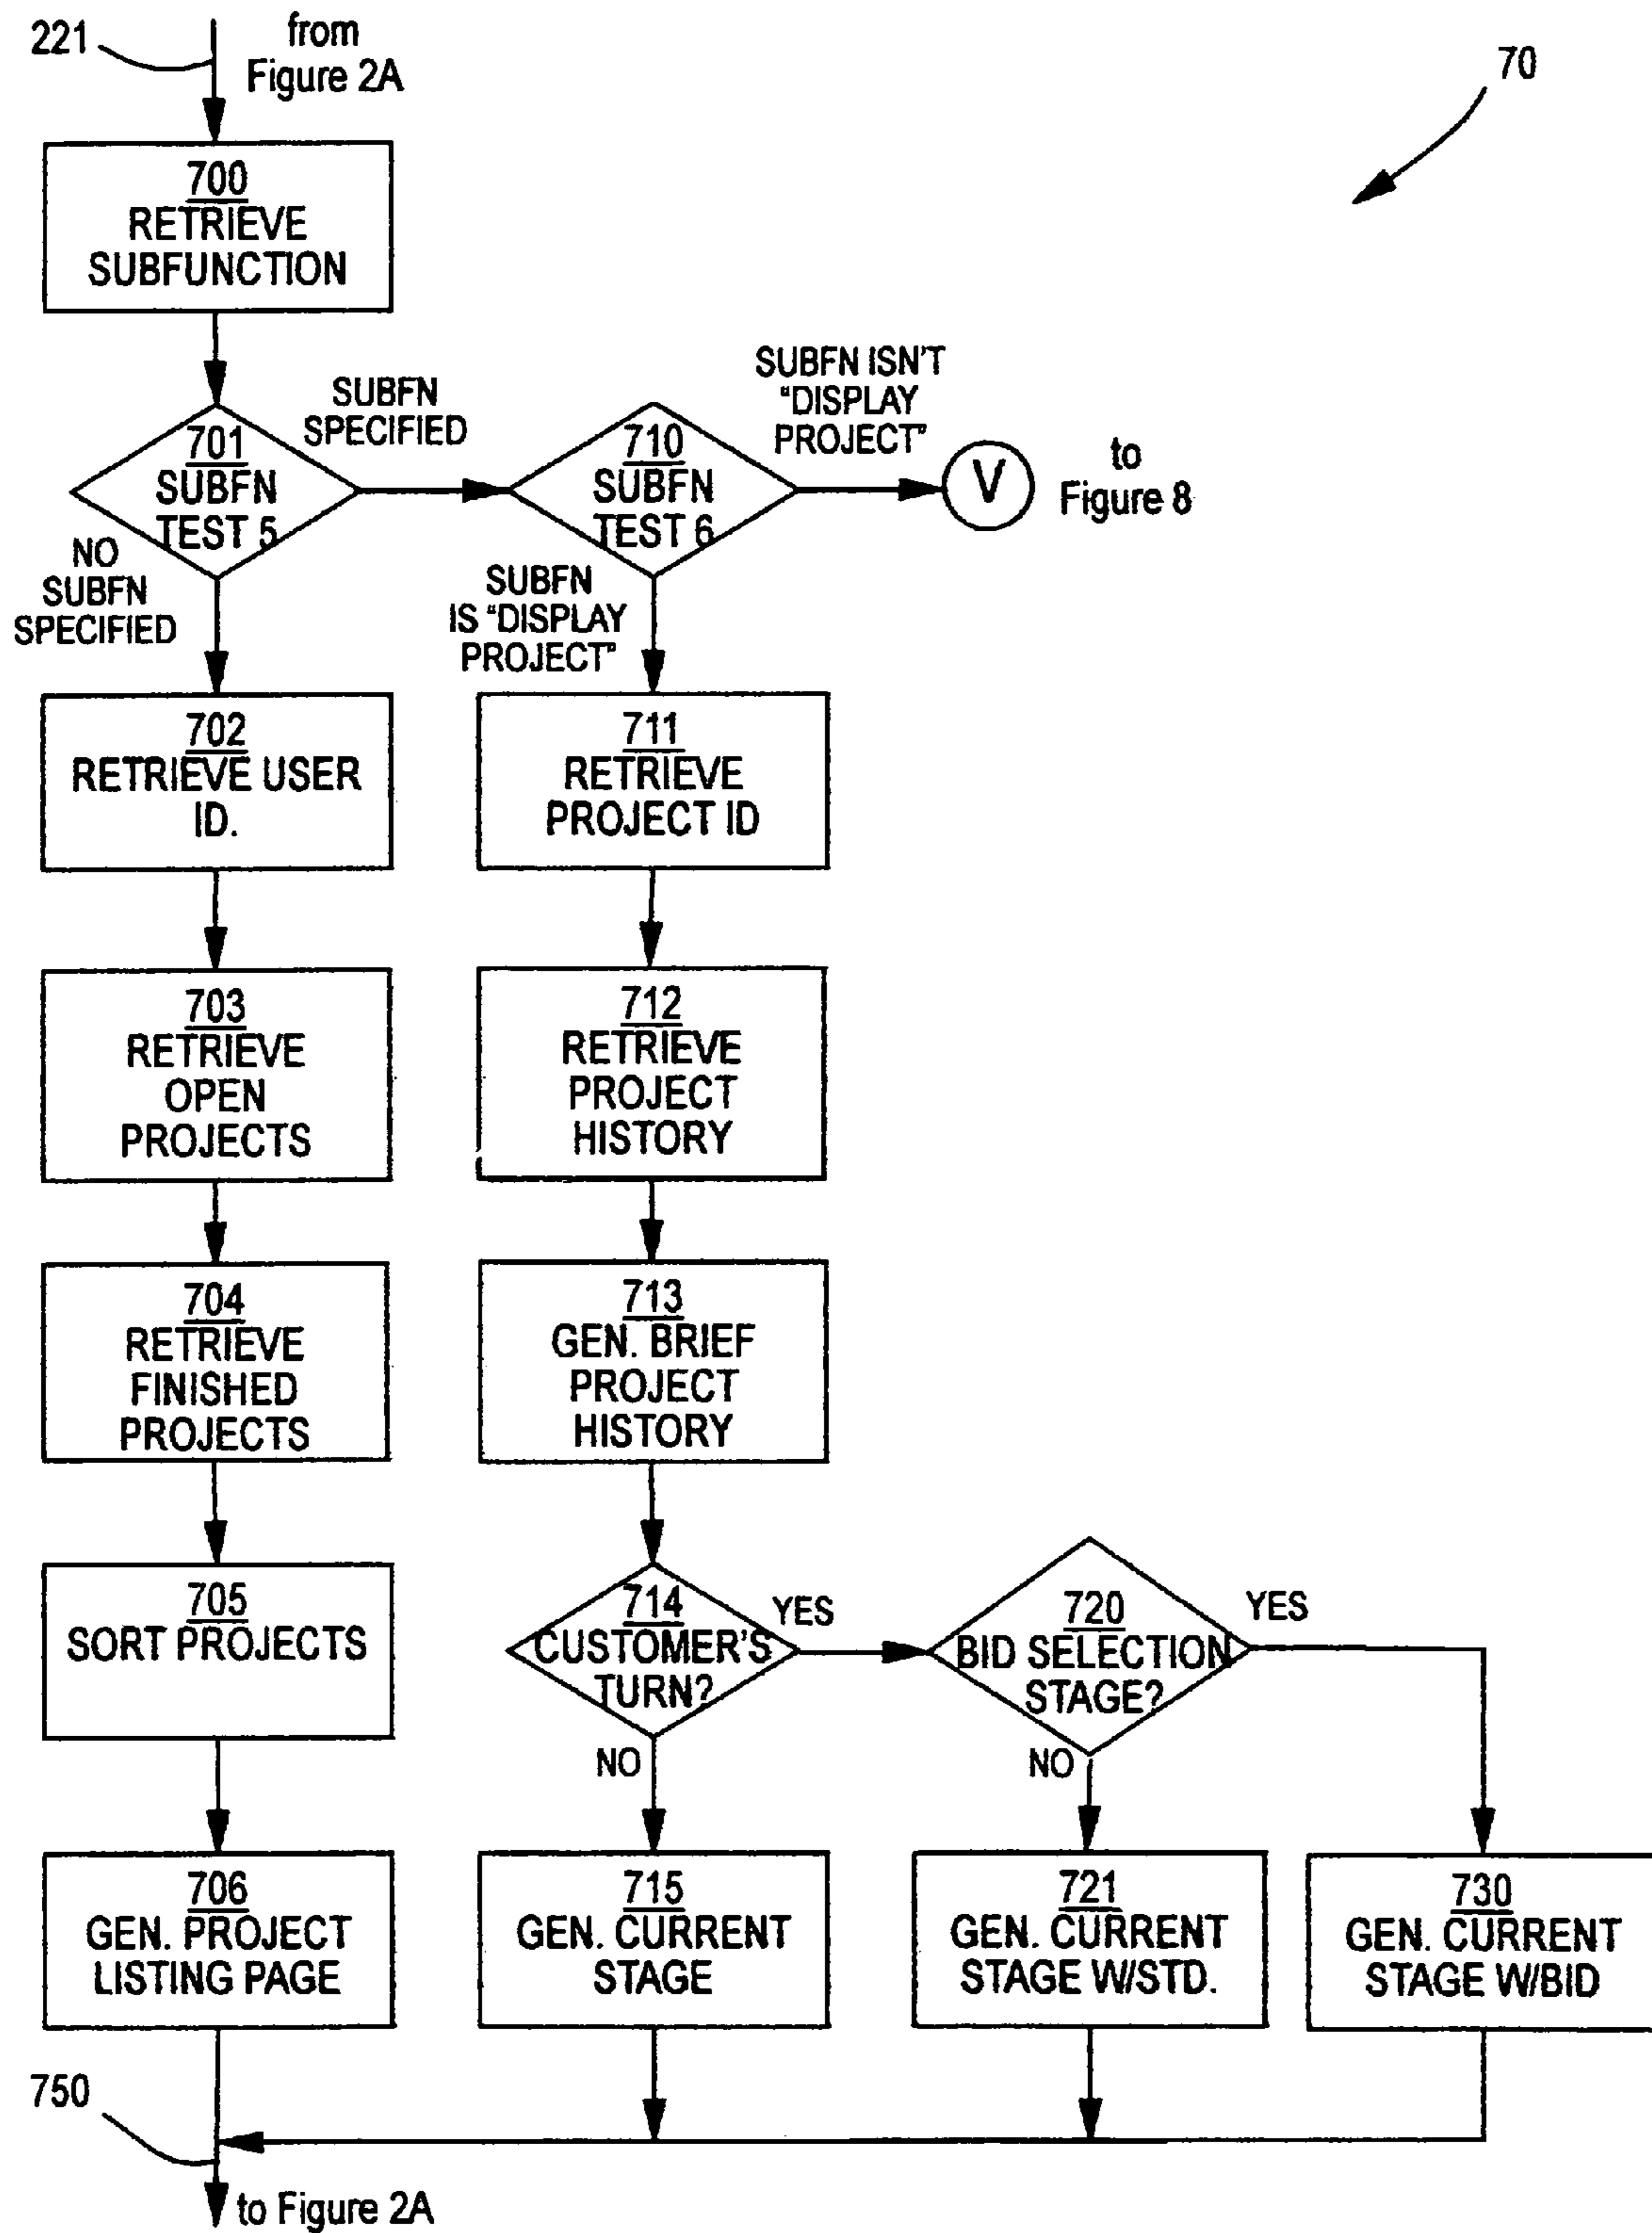 221
from
Figure 2A
70
700
RETRIEVE
SUBFUNCTION
701
SUBFN
TEST 5
SUBFN
SPECIFIED
710
SUBFN
TEST 6
SUBFN ISN'T
"DISPLAY
PROJECT"
V
to
Figure 8
NO
SUBFN
SPECIFIED
SUBFN
IS "DISPLAY
PROJECT"
702
RETRIEVE USER
ID.
711
RETRIEVE
PROJECT ID
703
RETRIEVE
OPEN
PROJECTS
712
RETRIEVE
PROJECT
HISTORY
704
RETRIEVE
FINISHED
PROJECTS
713
GEN. BRIEF
PROJECT
HISTORY
705
SORT PROJECTS
714
CUSTOMER'S
TURN?
YES
720
BID SELECTION
STAGE?
YES
NO
NO
706
GEN. PROJECT
LISTING PAGE
715
GEN. CURRENT
STAGE
721
GEN. CURRENT
STAGE W/STD.
730
GEN. CURRENT
STAGE W/BID
750
to Figure 2A